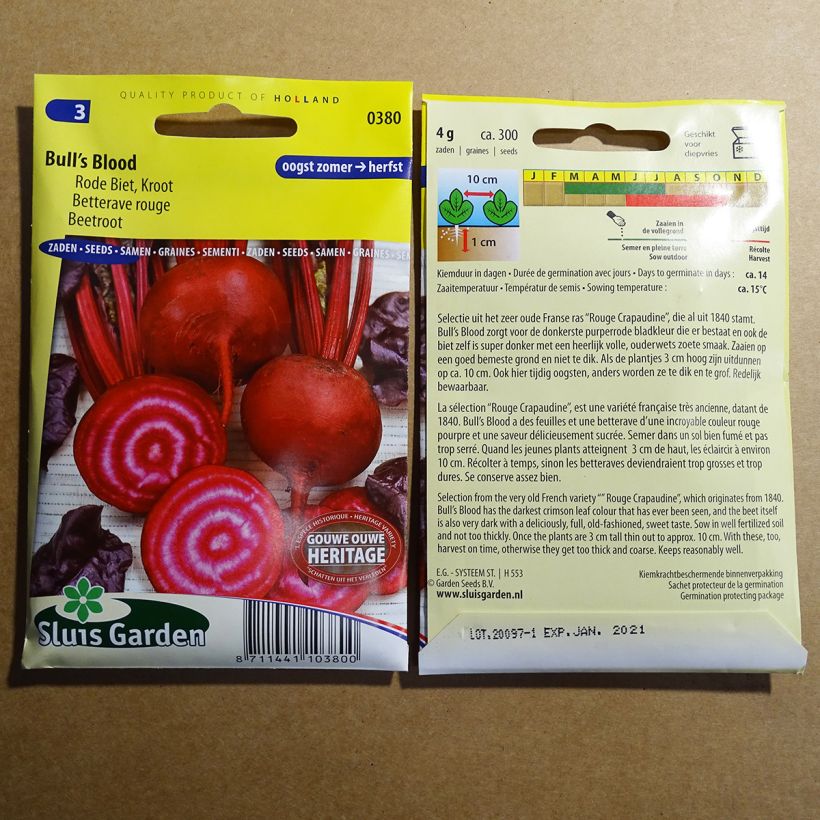 QUALITY PRODUCT OF HOLLAND
3
0380
Bull's Blood
oogst zomer → herfst
Rode Biet, Kroot
Betterave rouge
Beetroot
ZADEN • SEEDS • SAMEN • GRAINES • SEMENTI • ZADEN • SEEDS • SAMEN • GRAINES • SEM
L'ESPÈCE HISTORIQUE • HERITAGE VARIETY
GOUWE OUWE
HERITAGE
"SCHATTEN UIT HET VERLEDEN"
Sluis Garden
8 711441 103800
4 g ca. 300
zaden | graines | seeds
Geschikt
voor
diepvries
10 cm
1 cm
J F M A M J J A S O N D
Zaaien in
de vollegrond
Semer en pleine terre
Sow outdoor
Récolte
Harvest
Kiemduur in dagen • Durée de germination avec jours • Days to germinate in days : ca. 14
Zaaitemperatuur • Températur de semis • Sowing temperature : ca. 15°C
Selectie uit het zeer oude Franse ras "Rouge Crapaudine", die al uit 1840 stamt.
Bull's Blood zorgt voor de donkerste purperrode bladkleur die er bestaat en ook de
biet zelf is super donker met een heerlijk volle, ouderwets zoete smaak. Zaaien op
een goed bemeste grond en niet te dik. Als de plantjes 3 cm hoog zijn uitdunnen
op ca. 10 cm. Ook hier tijdig oogsten, anders worden ze te dik en te grof. Redelijk
bewaarbaar.
La sélection "Rouge Crapaudine", est une variété française très ancienne, datant de
1840. Bull's Blood a des feuilles et une betterave d'une incroyable couleur rouge
pourpre et une saveur délicieusement sucrée. Semer dans un sol bien fumé et pas
trop serré. Quand les jeunes plants atteignent 3 cm de haut, les éclaircir à environ
10 cm. Récolter à temps, sinon les betteraves deviendraient trop grosses et trop
dures. Se conserve assez bien.
Selection from the very old French variety "" Rouge Crapaudine", which originates from 1840.
Bull's Blood has the darkest crimson leaf colour that has ever been seen, and the beet itself
is also very dark with a deliciously, full, old-fashioned, sweet taste. Sow in well fertilized soil
and not too thickly. Once the plants are 3 cm tall thin out to approx. 10 cm. With these, too,
harvest on time, otherwise they get too thick and coarse. Keeps reasonably well.
E.G. - SYSTEEM ST. | H 553
© Garden Seeds B.V.
www.sluisgarden.nl
Kiemkrachtbeschermende binnenverpakking
Sachet protecteur de la germination
Germination protecting package
LOT.20097-1 EXP.JAN. 2021